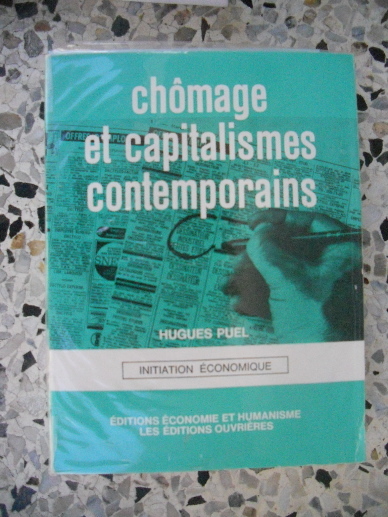 chômage
et capitalismes
contemporains
HUGUES PUEL
INITIATION ÉCONOMIQUE
ÉDITIONS ÉCONOMIE ET HUMANISME
LES ÉDITIONS OUVRIÈRES